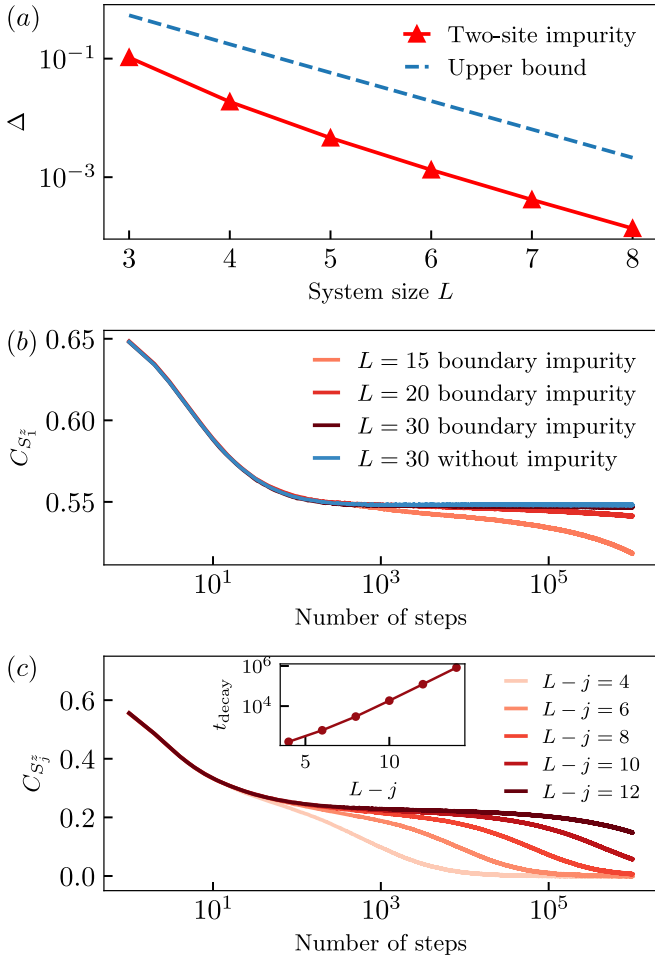 (a)
10^{-1}
10^{-3}
Δ
Two-site impurity
Upper bound
3 4 5 6 7 8
System size L
(b)
0.65
0.60
0.55
C_{S_1^z}
L = 15 boundary impurity
L = 20 boundary impurity
L = 30 boundary impurity
L = 30 without impurity
10^1 10^3 10^5
Number of steps
(c)
0.6
0.4
0.2
0.0
C_{S_j^z}
10^6
10^4
t_{decay}
5 10
L − j
L − j = 4
L − j = 6
L − j = 8
L − j = 10
L − j = 12
10^1 10^3 10^5
Number of steps